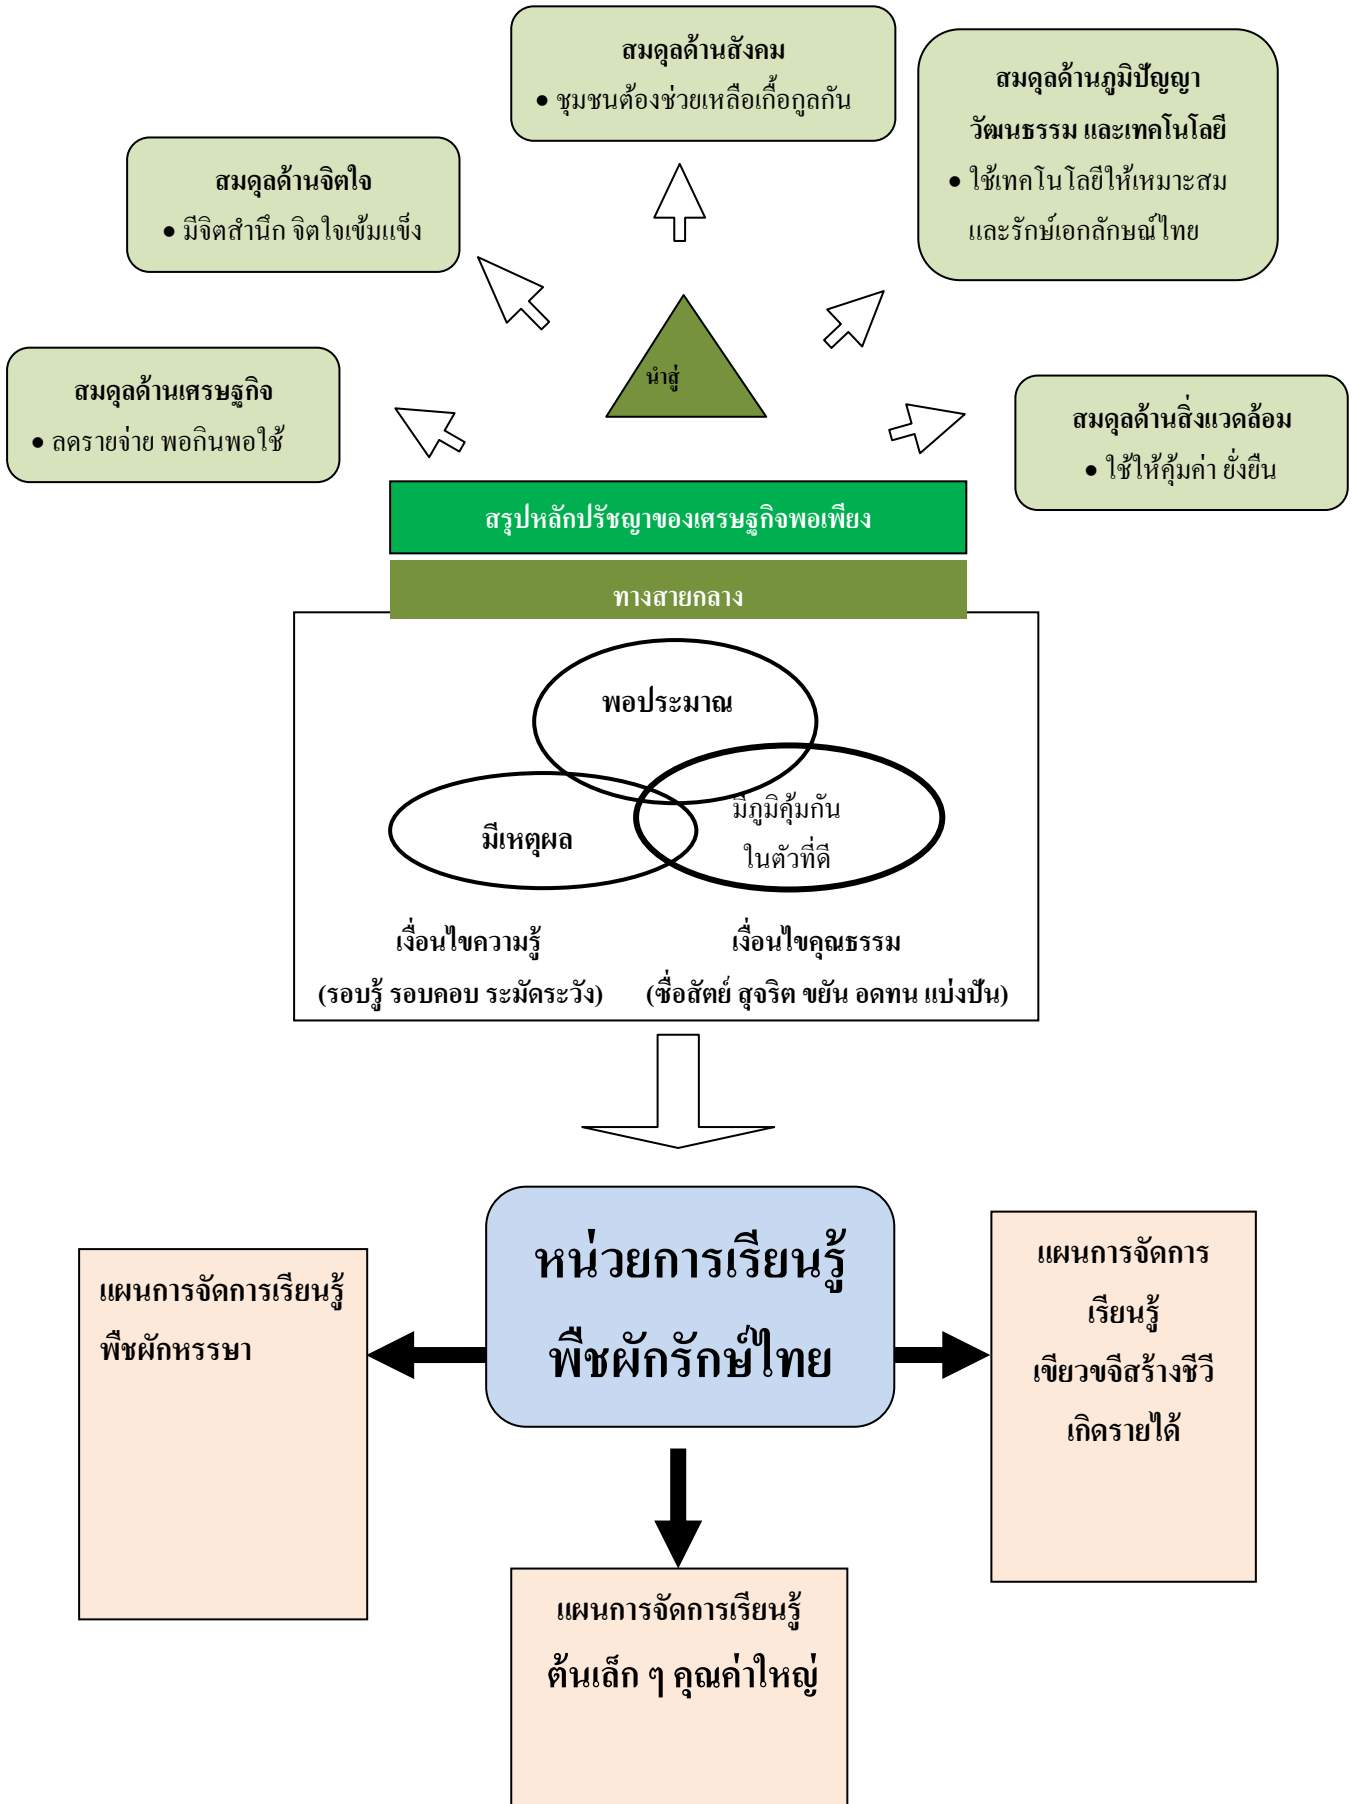 สมดุลด้านสังคม
• ชุมชนต้องช่วยเหลือเกื้อกูลกัน
สมดุลด้านภูมิปัญญา
วัฒนธรรม และเทคโนโลยี
• ใช้เทคโนโลยีให้เหมาะสม
และรักษ์เอกลักษณ์ไทย
สมดุลด้านจิตใจ
• มีจิตสำนึก จิตใจเข้มแข็ง
นำสู่
สมดุลด้านเศรษฐกิจ
• ลดรายจ่าย พอกินพอใช้
สมดุลด้านสิ่งแวดล้อม
• ใช้ให้คุ้มค่า ยั่งยืน
สรุปหลักปรัชญาของเศรษฐกิจพอเพียง
ทางสายกลาง
พอประมาณ
มีเหตุผล
มีภูมิคุ้มกัน
ในตัวที่ดี
เงื่อนไขความรู้
(รอบรู้ รอบคอบ ระมัดระวัง)
เงื่อนไขคุณธรรม
(ซื่อสัตย์ สุจริต ขยัน อดทน แบ่งปัน)
หน่วยการเรียนรู้
พืชผักรักษ์ไทย
แผนการจัดการเรียนรู้
พืชผักหรรษา
แผนการจัดการ
เรียนรู้
เขียวขจีสร้างชีวี
เกิดรายได้
แผนการจัดการเรียนรู้
ต้นเล็ก ๆ คุณค่าใหญ่